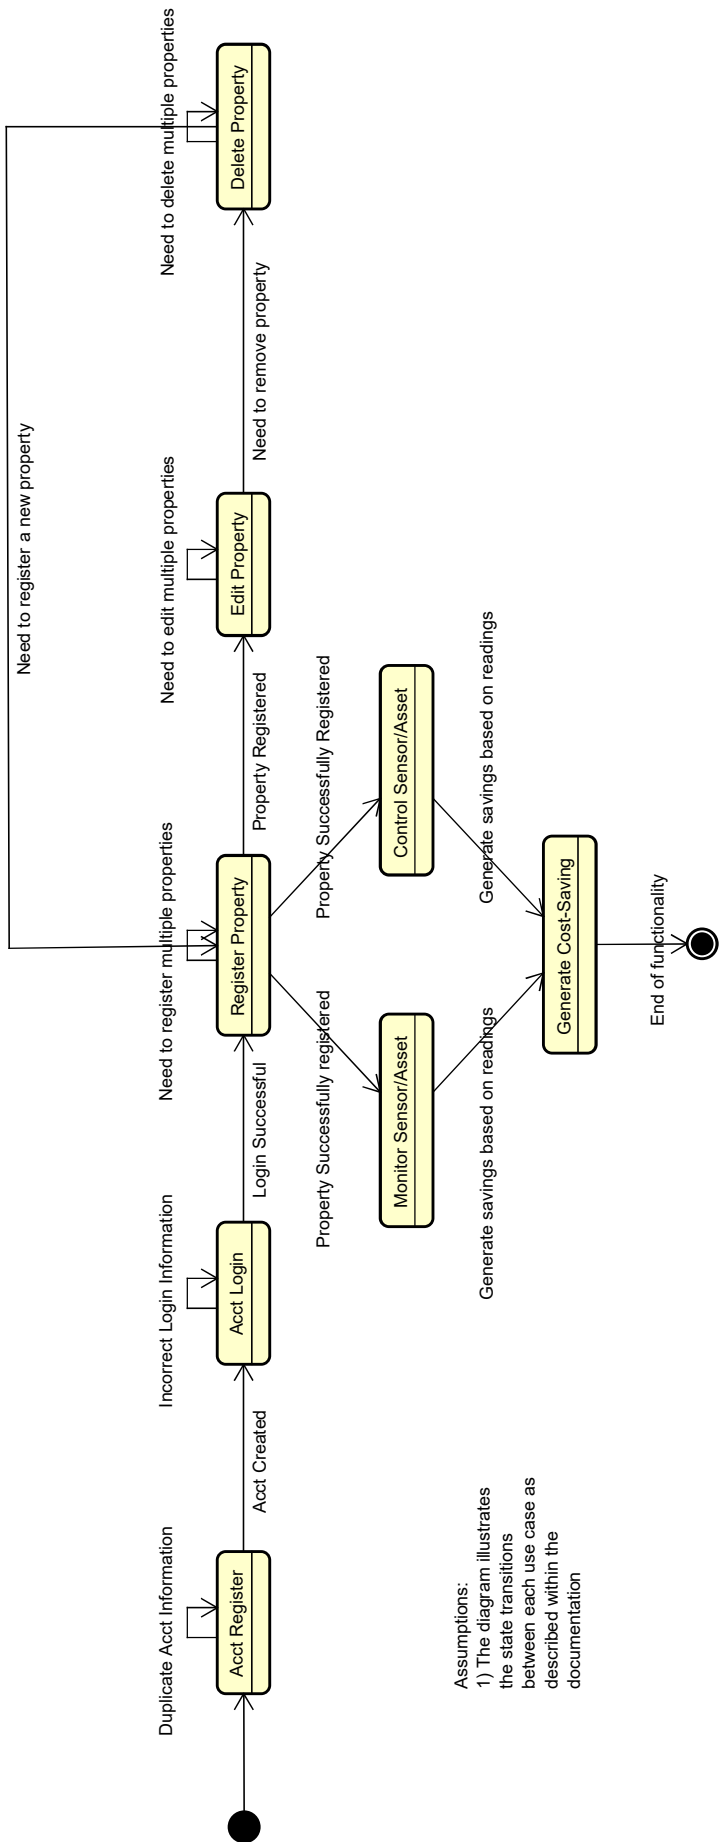 Duplicate Acct Information
Acct Register
Acct Created
Incorrect Login Information
Acct Login
Login Successful
Need to register multiple properties
Register Property
Need to register a new property
Property Registered
Need to edit multiple properties
Edit Property
Need to remove property
Need to delete multiple properties
Delete Property
Property Successfully registered
Property Successfully Registered
Monitor Sensor/Asset
Control Sensor/Asset
Generate savings based on readings
Generate savings based on readings
Generate Cost-Saving
End of functionality
Assumptions:
1) The diagram illustrates
the state transitions
between each use case as
described within the
documentation